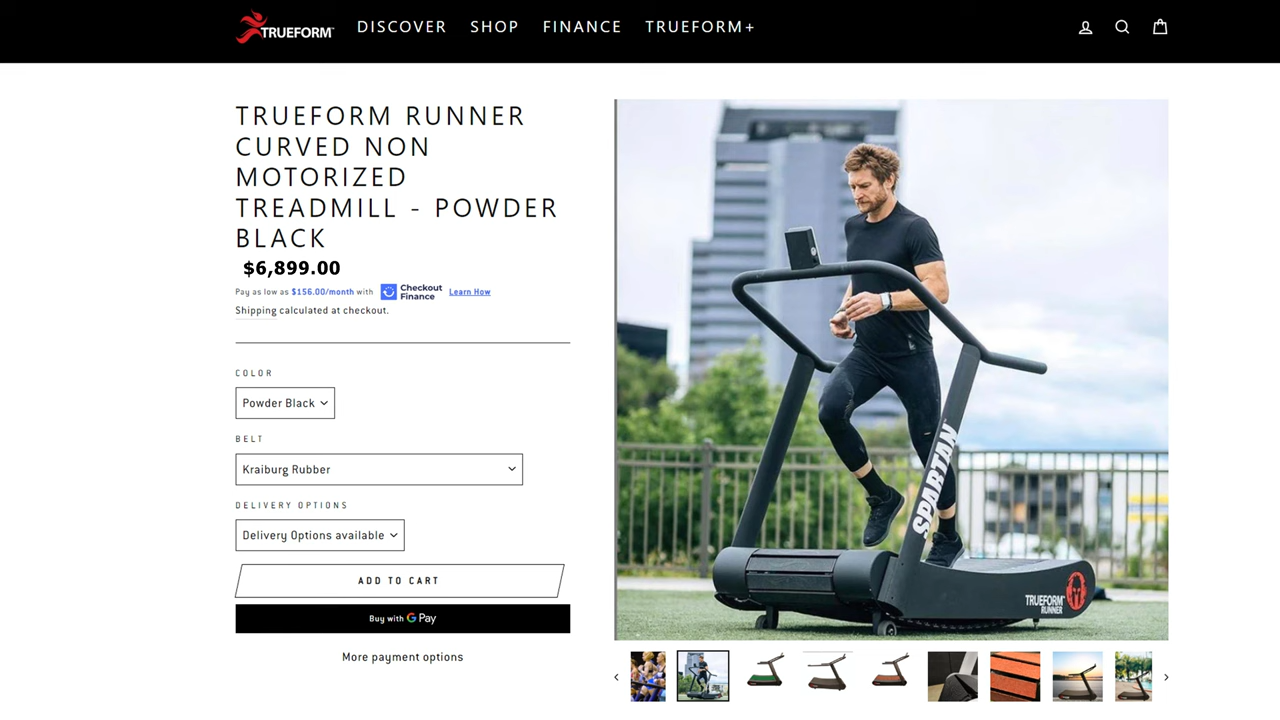 TRUEFORM
DISCOVER SHOP FINANCE TRUEFORM+
TRUEFORM RUNNER
CURVED NON
MOTORIZED
TREADMILL - POWDER
BLACK
$6,899.00
Pay as low as $156.00/month with Checkout Finance Learn How
Shipping calculated at checkout.
COLOR
Powder Black
BELT
Kraiburg Rubber
DELIVERY OPTIONS
Delivery Options available
ADD TO CART
Buy with G Pay
More payment options
SPARTAN
TRUEFORM
RUNNER